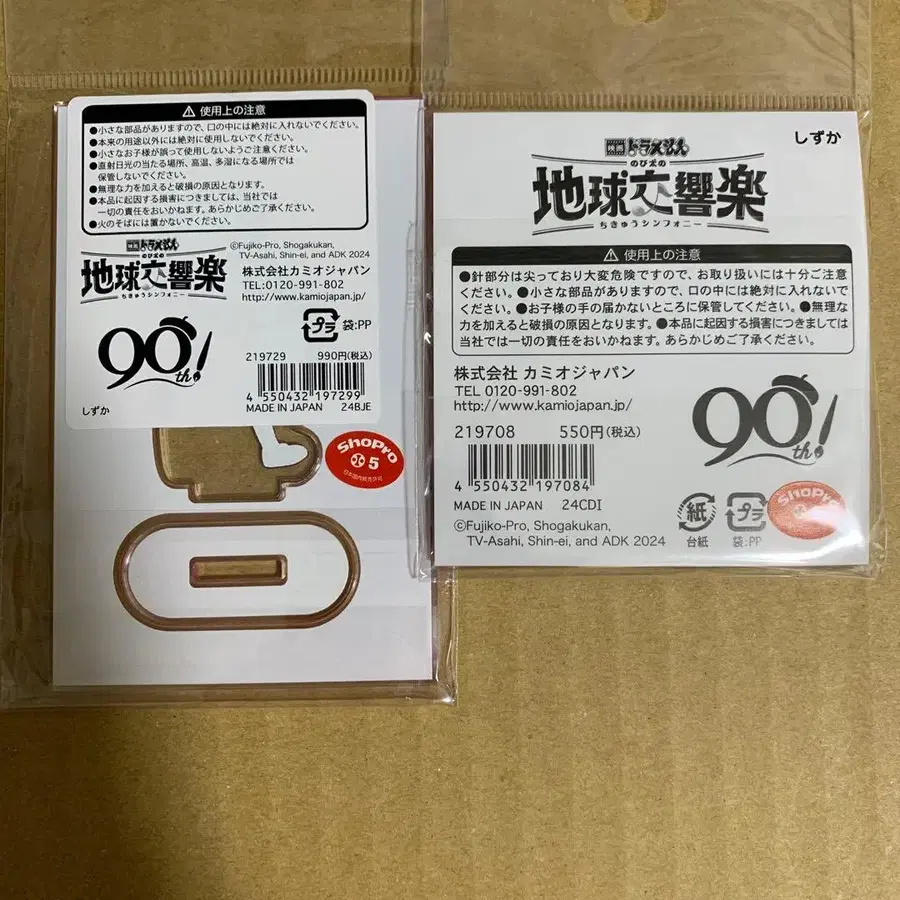 ⚠ 使用上の注意
●小さな部品がありますので、口の中には絶対に入れないでください。
●本来の用途以外には絶対に使用しないでください。
●小さなお子様が誤って使用しないようご注意ください。
●直射日光の当たる場所、高温、多湿になる場所では
保管しないでください。
●無理な力を加えると破損の原因となります。
●本品に起因する損害につきましては、当社では
一切の責任をおいかねます。あらかじめご了承ください。
●火のそばには置かないでください。
映画ドラえもん
のび太の
地球交響楽
ちきゅうシンフォニー
©Fujiko-Pro, Shogakukan,
TV-Asahi, Shin-ei, and ADK 2024
株式会社カミオジャパン
TEL:0120-991-802
http://www.kamiojapan.jp/
プラ 袋:PP
90th!
219729 990円(税込)
4 550432 197299
MADE IN JAPAN 24BJE
しずか
ShoPro
5
日本国内販売許諾
しずか
映画ドラえもん
のび太の
地球交響楽
ちきゅうシンフォニー
⚠ 使用上の注意
●針部分は尖っており大変危険ですので、お取り扱いには十分ご注意
ください。●小さな部品がありますので、口の中には絶対に入れないで
ください。●お子様の手の届かないところに保管してください。●無理な
力を加えると破損の原因となります。●本品に起因する損害につきましては
当社では一切の責任をおいかねます。あらかじめご了承ください。
株式会社 カミオジャパン
TEL 0120-991-802
http://www.kamiojapan.jp/
219708 550円(税込)
4 550432 197084
MADE IN JAPAN 24CDI
©Fujiko-Pro, Shogakukan,
TV-Asahi, Shin-ei, and ADK 2024
90th!
紙 プラ
台紙 袋:PP
ShoPro